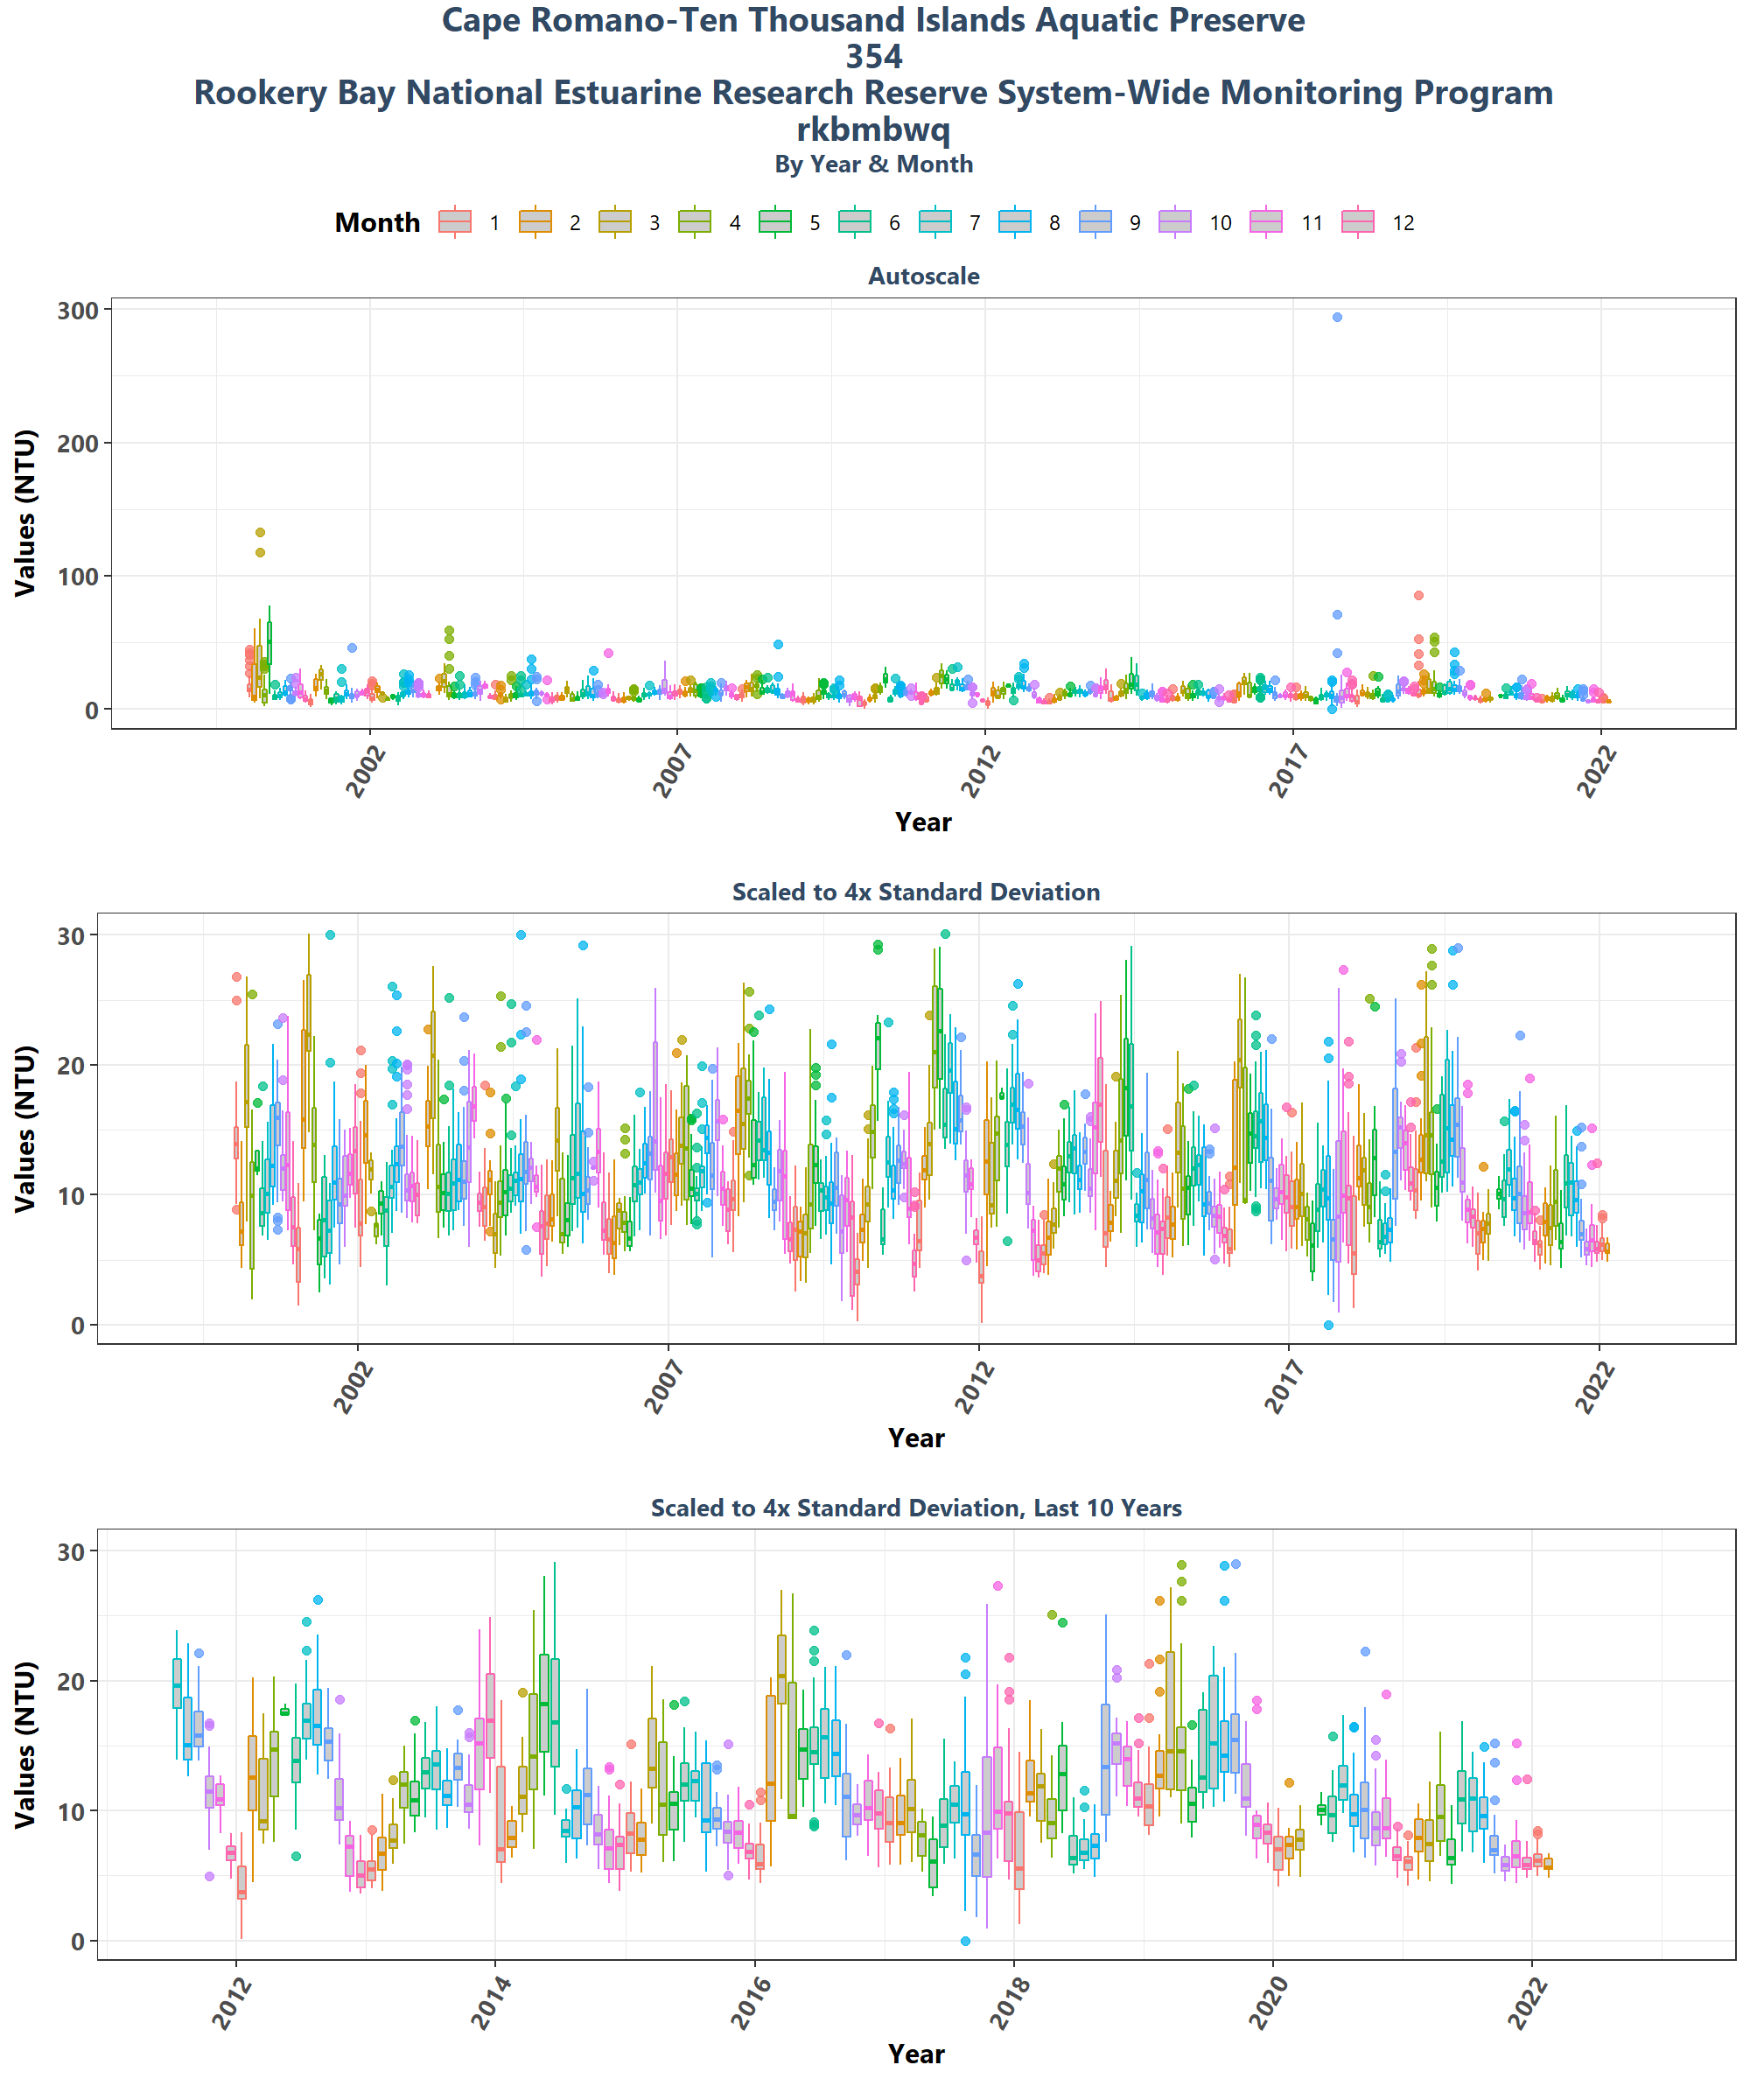 Cape Romano-Ten Thousand Islands Aquatic Preserve
354
Rookery Bay National Estuarine Research Reserve System-Wide Monitoring Program
rkbmbwq
By Year & Month
Month 1 2 3 4 5 6 7 8 9 10 11 12
Autoscale
Values (NTU)
300
200
100
0
2002 2007 2012 2017 2022
Year
Scaled to 4x Standard Deviation
Values (NTU)
30
20
10
0
2002 2007 2012 2017 2022
Year
Scaled to 4x Standard Deviation, Last 10 Years
Values (NTU)
30
20
10
0
2012 2014 2016 2018 2020 2022
Year